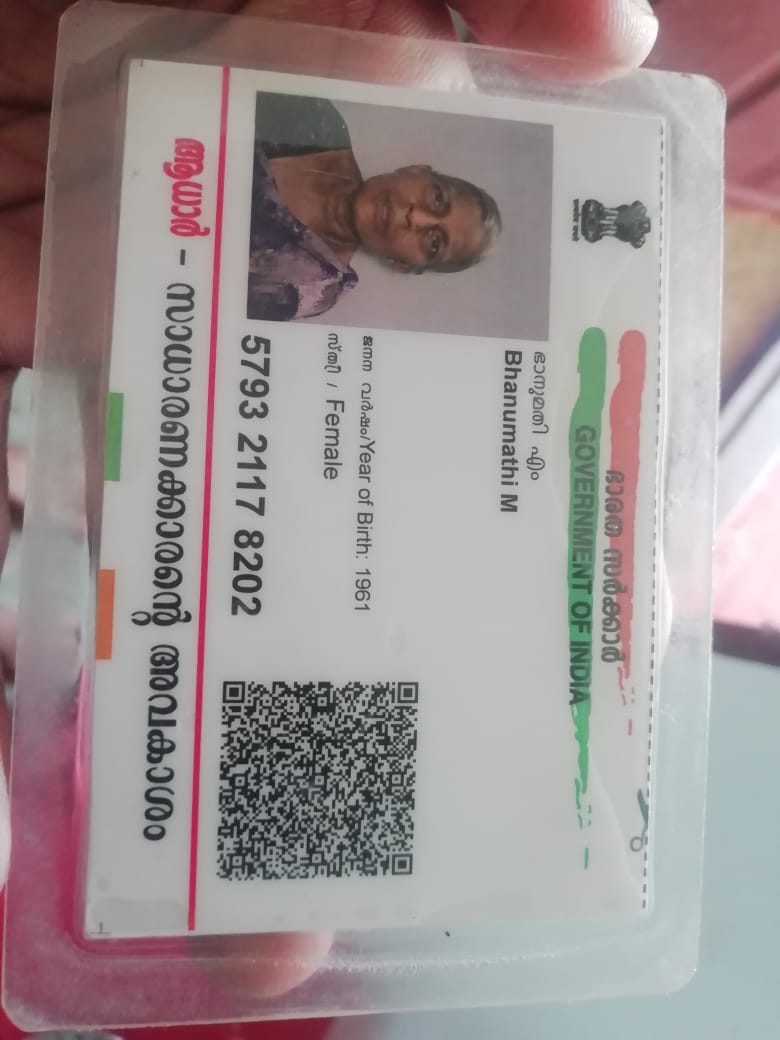 ഭാരത സർക്കാർ
GOVERNMENT OF INDIA
ഭാനുമതി എം
Bhanumathi M
ജനന വർഷം/Year of Birth: 1961
സ്ത്രീ / Female
5793 2117 8202
ആധാർ - സാധാരണക്കാരന്റെ അവകാശം